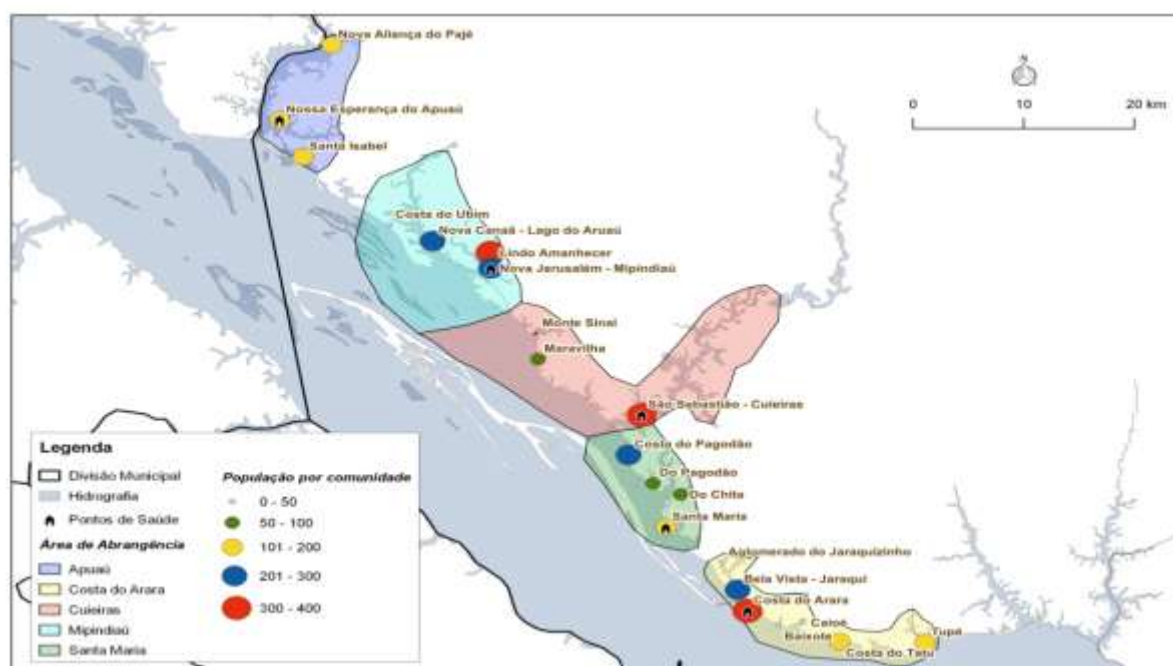 Nova Aliança do Pajé
Nossa Esperança do Apuaú
Santa Isabel
0 10 20 km
Costa do Ubim
Nova Canaã - Lago do Aruaú
Lindo Amanhecer
Nova Jerusalém - Mipindiaú
Monte Sinai
Maravilha
São Sebastião - Cuieiras
Costa do Pagodão
Do Pagodão
Do Chita
Santa Maria
Aglomerado do Jaraquizinho
Bela Vista - Jaraqui
Costa do Arara
Caioé
Baixote
Costa do Tatu
Tupé
Legenda
Divisão Municipal
Hidrografia
Pontos de Saúde
Área de Abrangência
Apuaú
Costa do Arara
Cuieiras
Mipindiaú
Santa Maria
População por comunidade
0 - 50
50 - 100
101 - 200
201 - 300
300 - 400